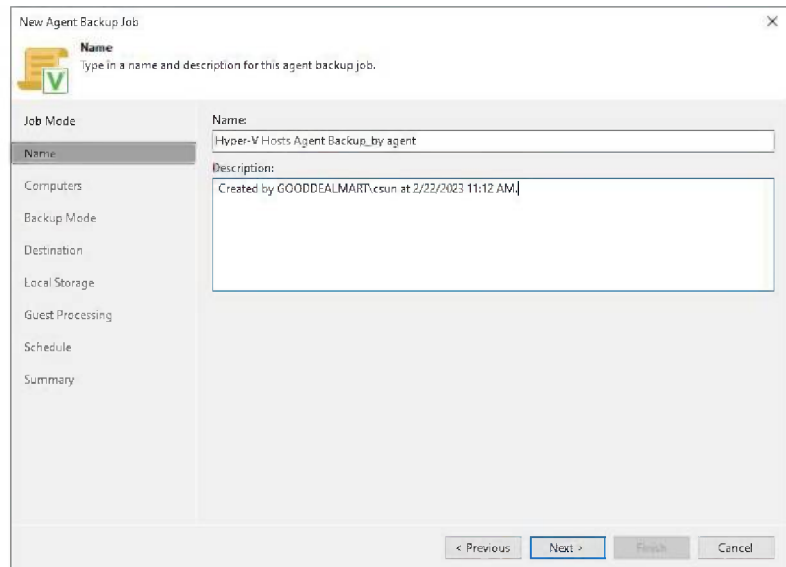 New Agent Backup Job
Name
Type in a name and description for this agent backup job.
Job Mode
Name
Computers
Backup Mode
Destination
Local Storage
Guest Processing
Schedule
Summary
Name:
Hyper-V Hosts Agent Backup_by agent
Description:
Created by GOODDEALMART\csun at 2/22/2023 11:12 AM.
< Previous
Next >
Finish
Cancel